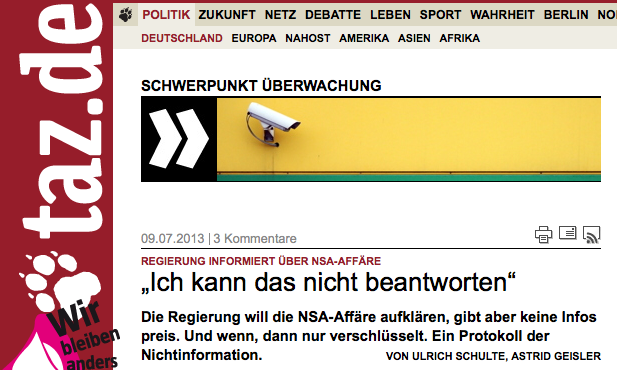 taz.de
Wir
bleiben
anders
POLITIK ZUKUNFT NETZ DEBATTE LEBEN SPORT WAHRHEIT BERLIN
DEUTSCHLAND EUROPA NAHOST AMERIKA ASIEN AFRIKA
SCHWERPUNKT ÜBERWACHUNG
09.07.2013 | 3 Kommentare
REGIERUNG INFORMIERT ÜBER NSA-AFFÄRE
„Ich kann das nicht beantworten“
Die Regierung will die NSA-Affäre aufklären, gibt aber keine Infos
preis. Und wenn, dann nur verschlüsselt. Ein Protokoll der
Nichtinformation.
VON ULRICH SCHULTE, ASTRID GEISLER